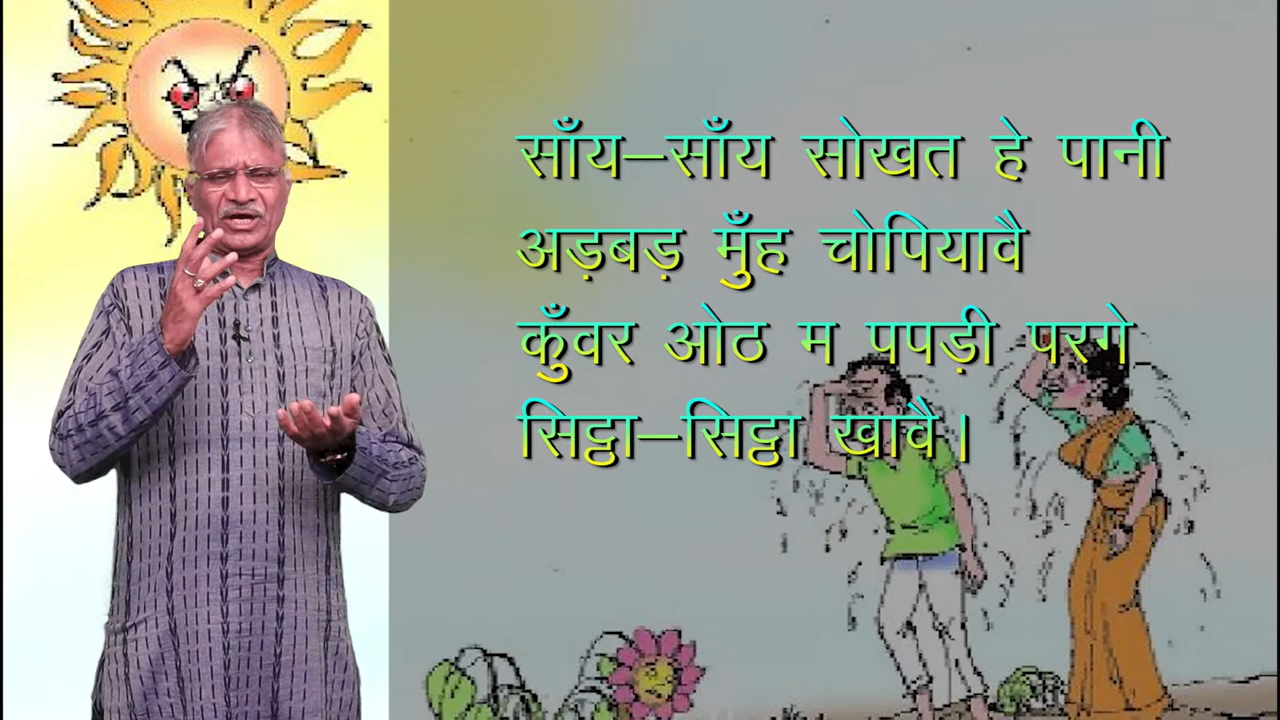 साँय–साँय सोखत हे पानी
अड़बड़ मुँह चोपियावै
कुँवर ओठ म पपड़ी परगे
सिट्ठा–सिट्ठा खावै।